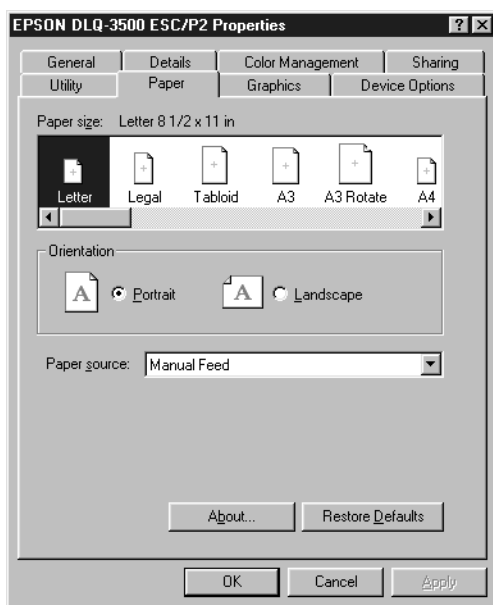 EPSON DLQ-3500 ESC/P2 Properties ? X
General Details Color Management Sharing
Utility Paper Graphics Device Options
Paper size: Letter 8 1/2 x 11 in
Letter Legal Tabloid A3 A3 Rotate A4
Orientation
A Portrait A Landscape
Paper source: Manual Feed
About... Restore Defaults
OK Cancel Apply